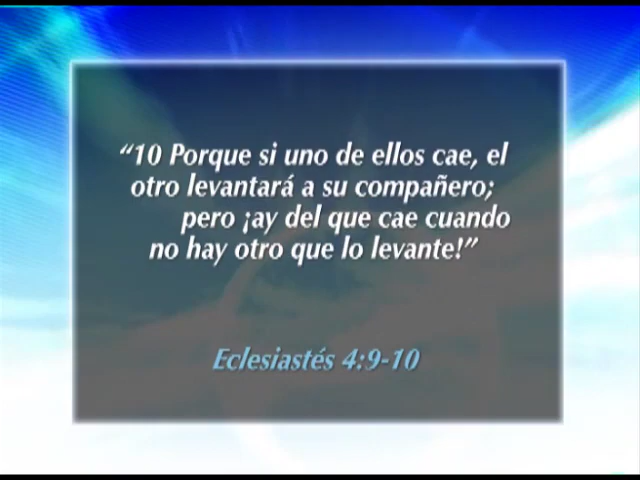 “10 Porque si uno de ellos cae, el
otro levantará a su compañero;
pero ¡ay del que cae cuando
no hay otro que lo levante!”
Eclesiastés 4:9-10